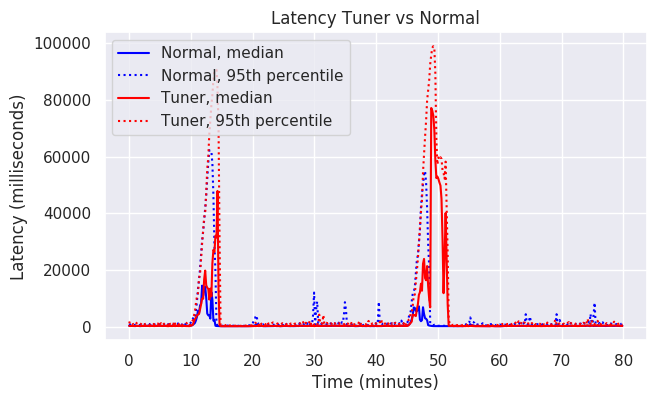 Latency Tuner vs Normal
Normal, median
Normal, 95th percentile
Tuner, median
Tuner, 95th percentile
Latency (milliseconds)
100000
80000
60000
40000
20000
0
0 10 20 30 40 50 60 70 80
Time (minutes)